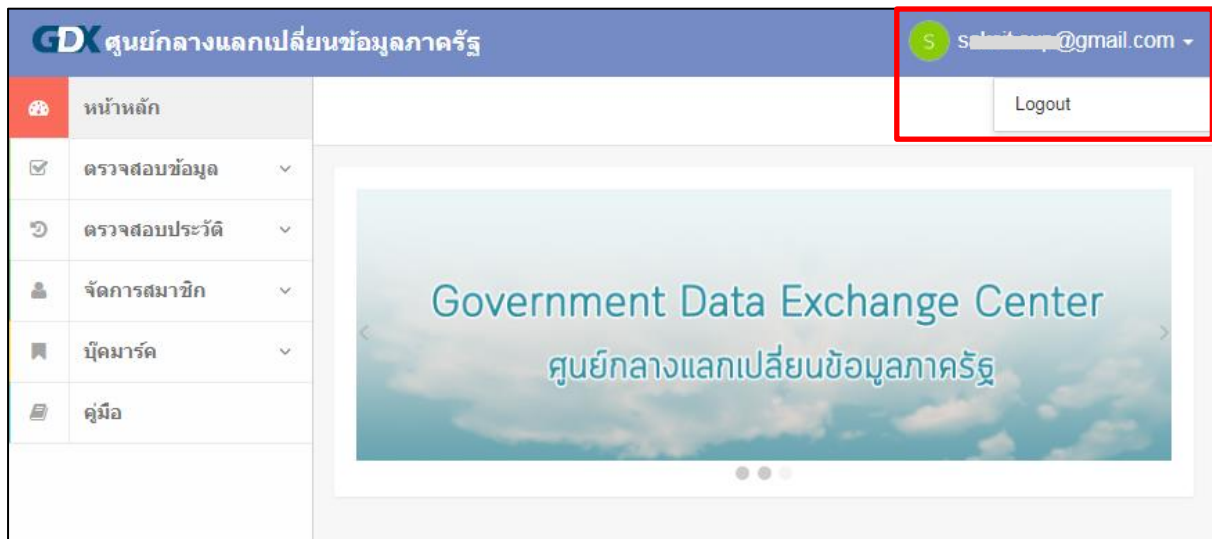 GDX ศูนย์กลางแลกเปลี่ยนข้อมูลภาครัฐ
S
@gmail.com
Logout
หน้าหลัก
ตรวจสอบข้อมูล
ตรวจสอบประวัติ
จัดการสมาชิก
บุ๊คมาร์ค
คู่มือ
Government Data Exchange Center
ศูนย์กลางแลกเปลี่ยนข้อมูลภาครัฐ